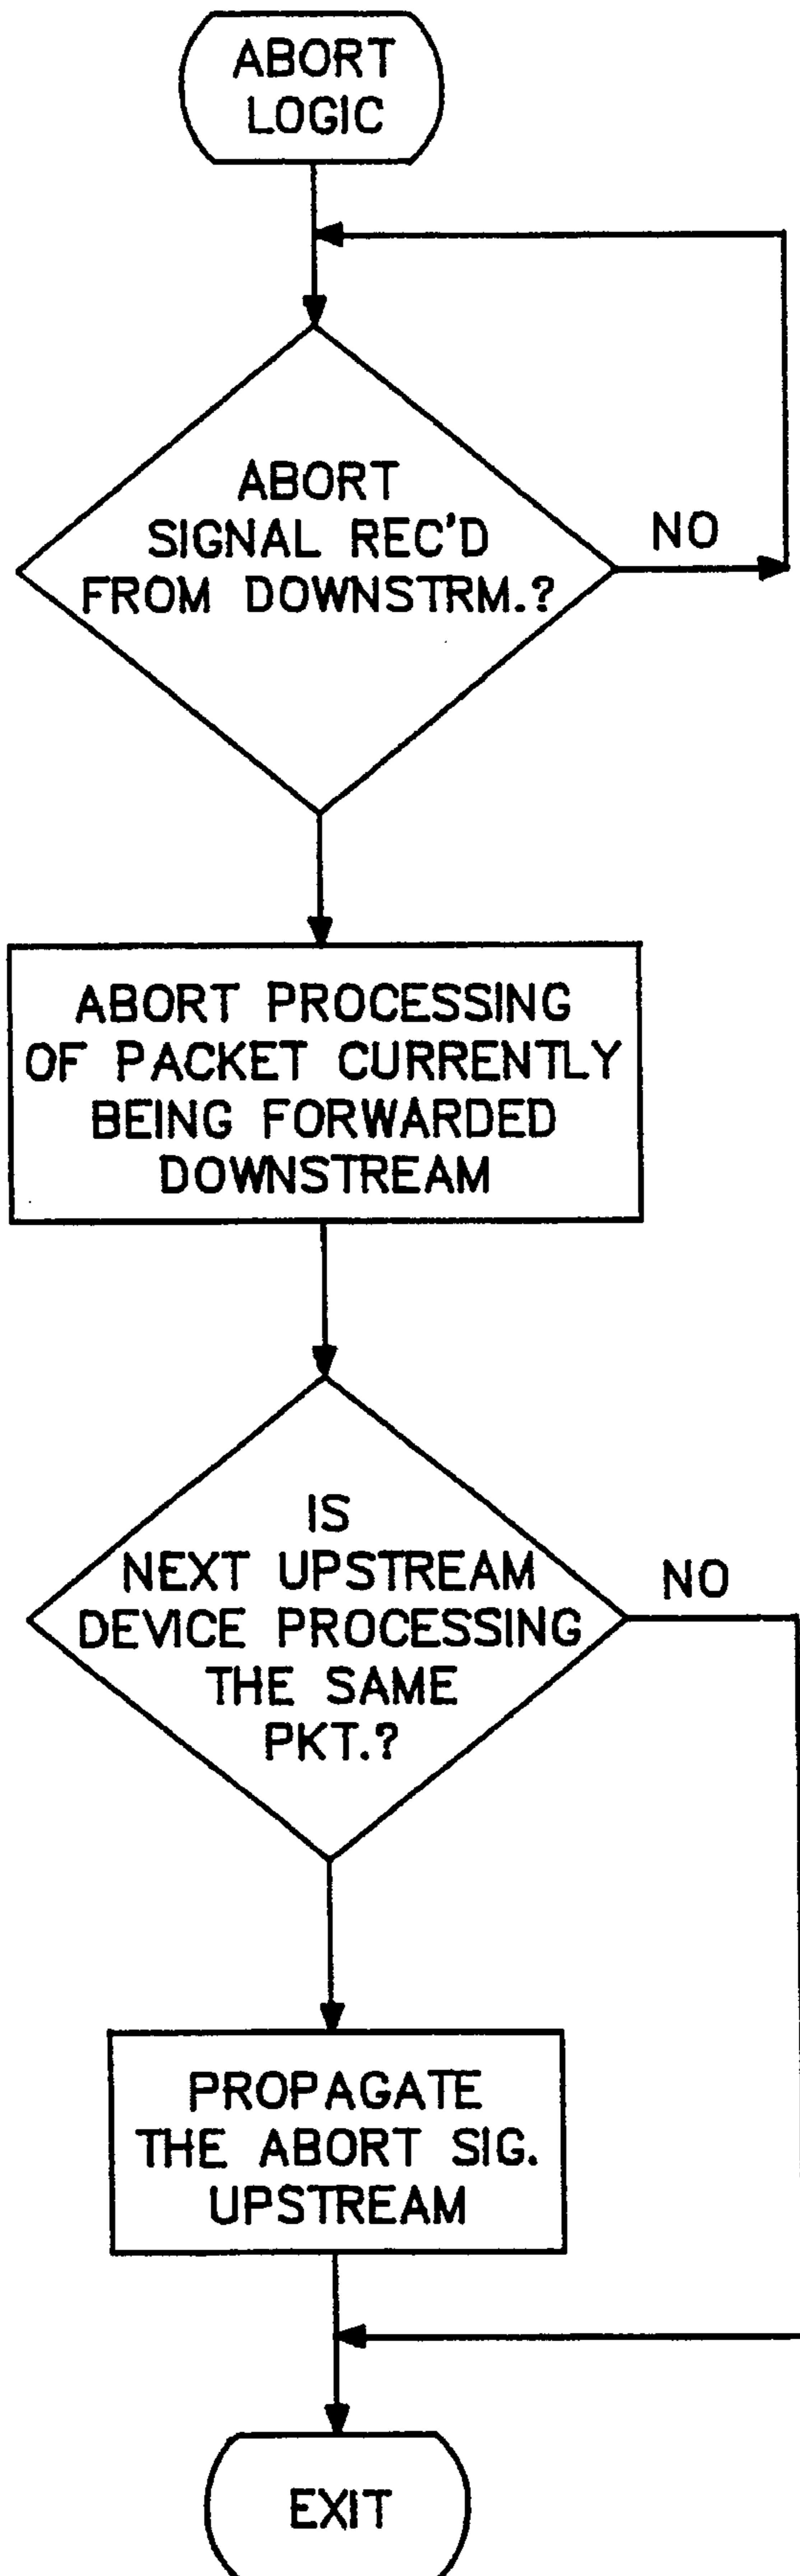 ABORT
LOGIC
ABORT
SIGNAL REC'D
FROM DOWNSTRM.?
NO
ABORT PROCESSING
OF PACKET CURRENTLY
BEING FORWARDED
DOWNSTREAM
IS
NEXT UPSTREAM
DEVICE PROCESSING
THE SAME
PKT.?
NO
PROPAGATE
THE ABORT SIG.
UPSTREAM
EXIT